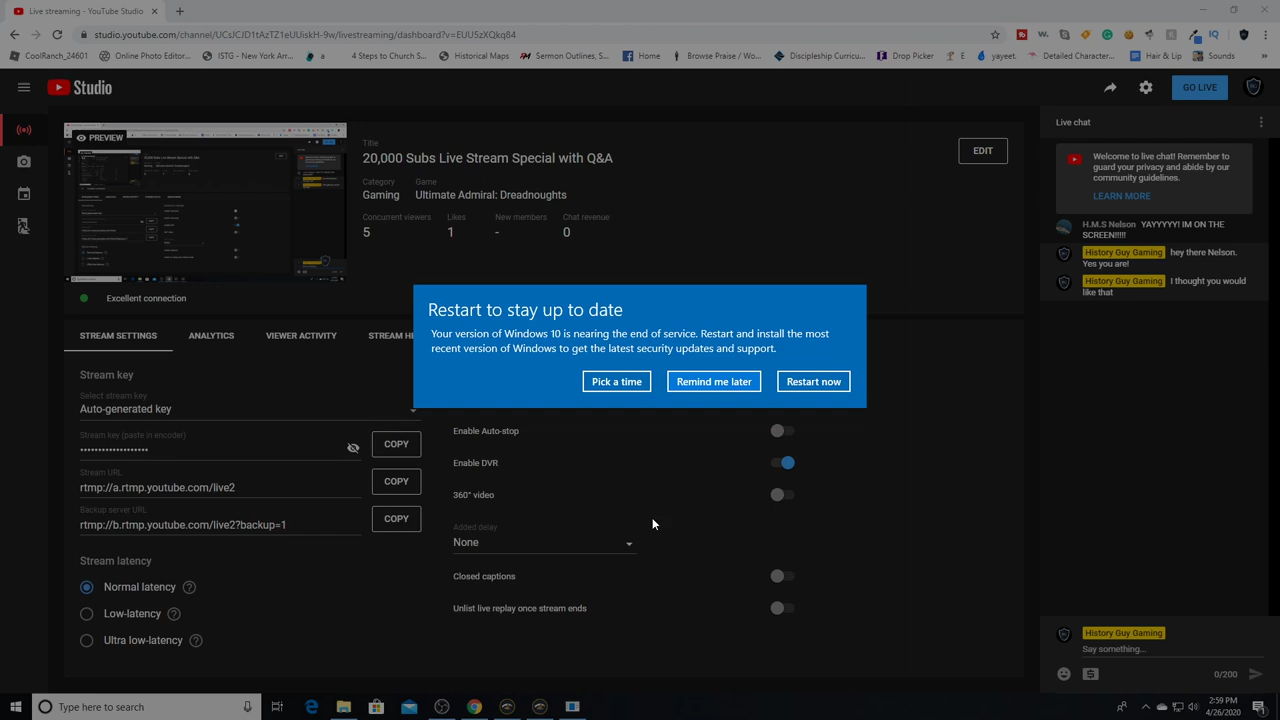 Live streaming - YouTube Studio
studio.youtube.com/channel/UCsJCJD1tAzTZ1eUUiskH-9w/livestreaming/dashboard?v=EUU5zXQkq84
CoolRanch_24601 Online Photo Editor... ISTG - New York Arr... a 4 Steps to Church S... Historical Maps Sermon Outlines, S... Home Browse Praise / Wo... Discipleship Curricu... Drop Picker E yayeet. Detailed Character... Hair & Lip Sounds »
Studio
GO LIVE
PREVIEW
Title
20,000 Subs Live Stream Special with Q&A
EDIT
Category Game
Gaming Ultimate Admiral: Dreadnoughts
Concurrent viewers Likes New members Chat revenue
5 1 - 0
Excellent connection
Live chat
Welcome to live chat! Remember to
guard your privacy and abide by our
community guidelines.
LEARN MORE
H.M.S Nelson YAYYYYY! IM ON THE
SCREEN!!!!!
History Guy Gaming hey there Nelson.
Yes you are!
History Guy Gaming I thought you would
like that
Restart to stay up to date
Your version of Windows 10 is nearing the end of service. Restart and install the most
recent version of Windows to get the latest security updates and support.
Pick a time Remind me later Restart now
STREAM SETTINGS ANALYTICS VIEWER ACTIVITY STREAM HE
Stream key
Select stream key
Auto-generated key
Stream key (paste in encoder)
COPY
Stream URL
rtmp://a.rtmp.youtube.com/live2
COPY
Backup server URL
rtmp://b.rtmp.youtube.com/live2?backup=1
COPY
Stream latency
Normal latency
Low-latency
Ultra low-latency
Enable Auto-stop
Enable DVR
360° video
Added delay
None
Closed captions
Unlist live replay once stream ends
History Guy Gaming
Say something...
0/200
Type here to search
2:59 PM
4/26/2020